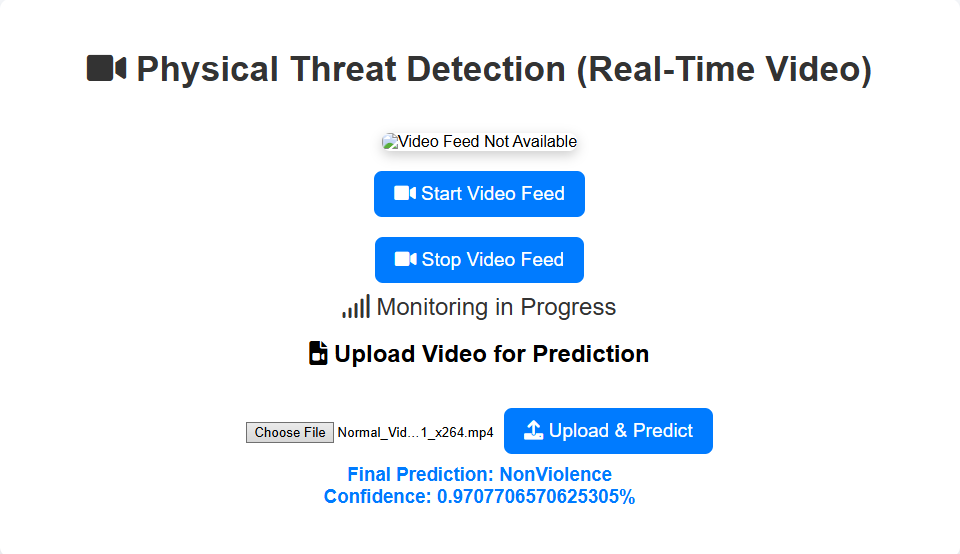 Physical Threat Detection (Real-Time Video)
Video Feed Not Available
Start Video Feed
Stop Video Feed
Monitoring in Progress
Upload Video for Prediction
Choose File Normal_Vid…1_x264.mp4 Upload & Predict
Final Prediction: NonViolence
Confidence: 0.9707706570625305%